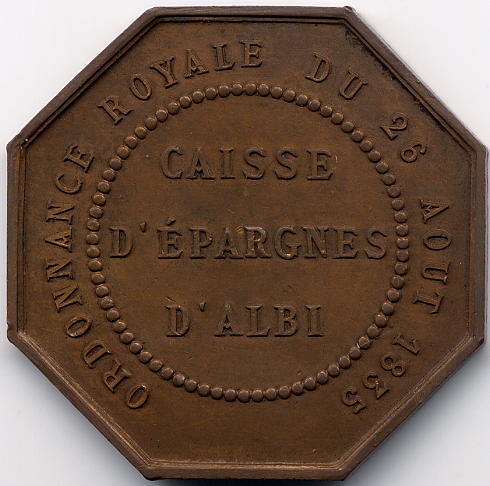 ORDONNANCE ROYALE DU 26 AOUT 1835
CAISSE
D'ÉPARGNES
D'ALBI